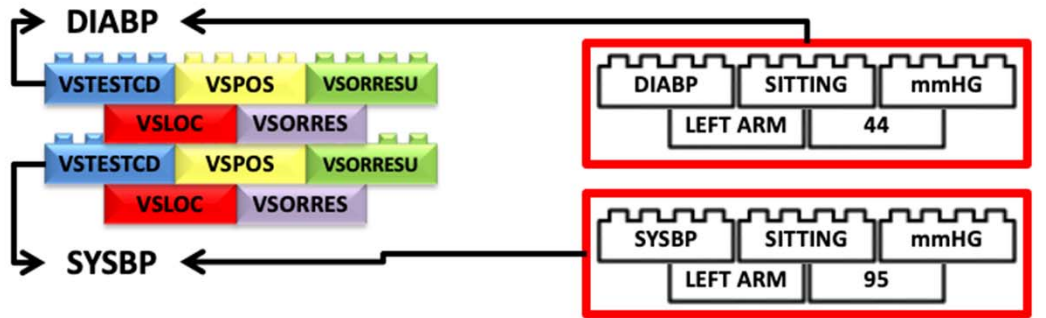 DIABP
VSTESTCD VSPOS VSORRESU
VSLOC VSORRES
VSTESTCD VSPOS VSORRESU
VSLOC VSORRES
SYSBP
DIABP SITTING mmHG
LEFT ARM 44
SYSBP SITTING mmHG
LEFT ARM 95